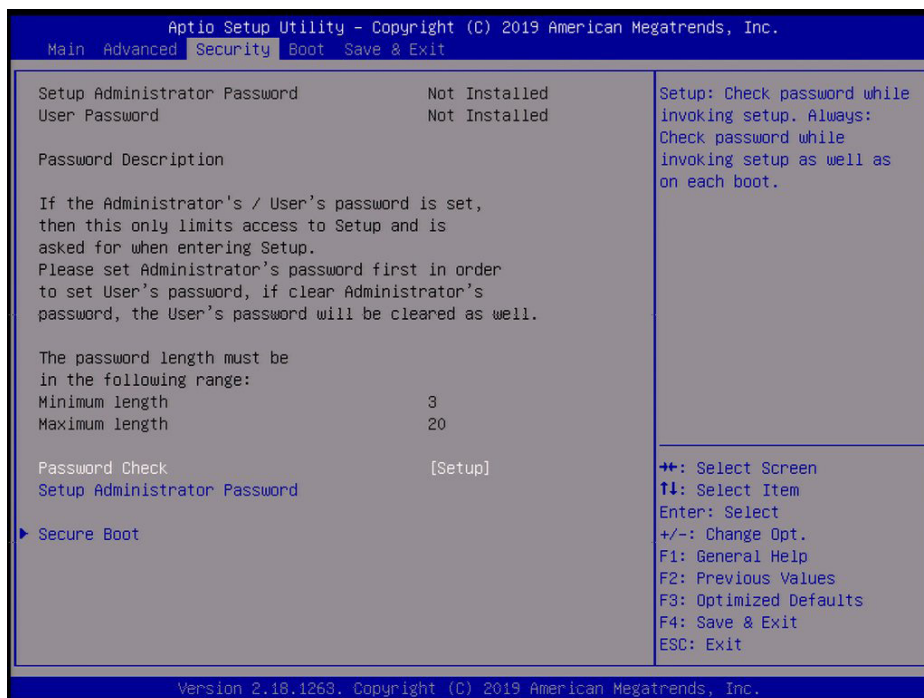 Aptio Setup Utility – Copyright (C) 2019 American Megatrends, Inc.
Main Advanced Security Boot Save & Exit
Setup Administrator Password Not Installed
User Password Not Installed
Password Description
If the Administrator's / User's password is set,
then this only limits access to Setup and is
asked for when entering Setup.
Please set Administrator's password first in order
to set User's password, if clear Administrator's
password, the User's password will be cleared as well.
The password length must be
in the following range:
Minimum length 3
Maximum length 20
Password Check [Setup]
Setup Administrator Password
► Secure Boot
Setup: Check password while
invoking setup. Always:
Check password while
invoking setup as well as
on each boot.
→←: Select Screen
↑↓: Select Item
Enter: Select
+/-: Change Opt.
F1: General Help
F2: Previous Values
F3: Optimized Defaults
F4: Save & Exit
ESC: Exit
Version 2.18.1263. Copyright (C) 2019 American Megatrends, Inc.